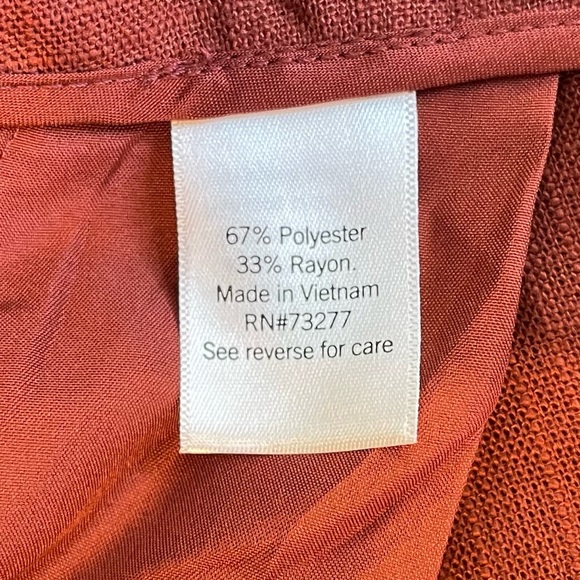 67% Polyester
33% Rayon.
Made in Vietnam
RN#73277
See reverse for care